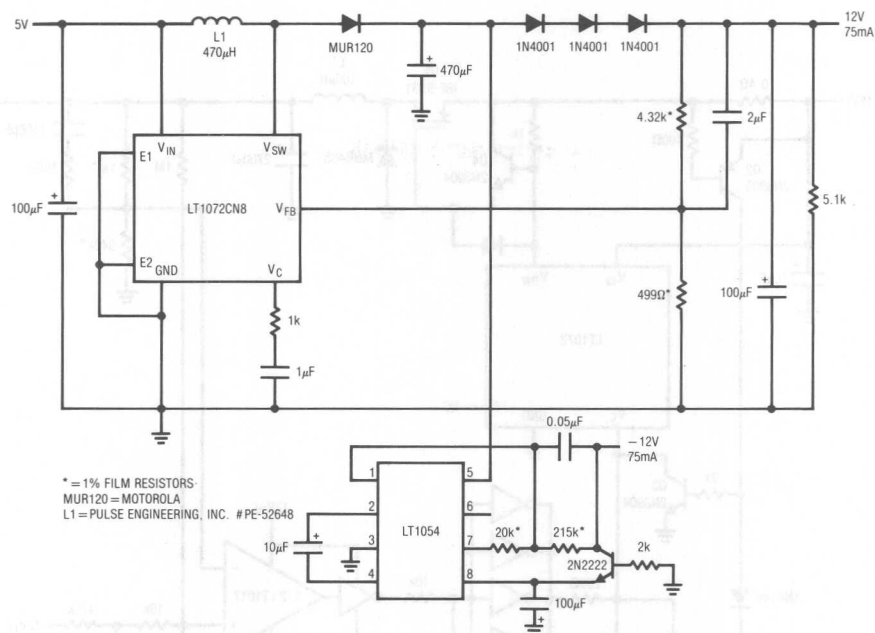 5V
L1
470μH
MUR120
1N4001
1N4001
1N4001
12V
75mA
470μF
4.32k*
2μF
5.1k
100μF
E1
V_IN
V_SW
LT1072CN8
V_FB
E2
GND
V_C
499Ω*
100μF
1k
1μF
0.05μF
–12V
75mA
* = 1% FILM RESISTORS
MUR120 = MOTOROLA
L1 = PULSE ENGINEERING, INC. #PE-52648
1
5
2
6
LT1054
3
7
20k*
215k*
4
8
10μF
2N2222
2k
100μF